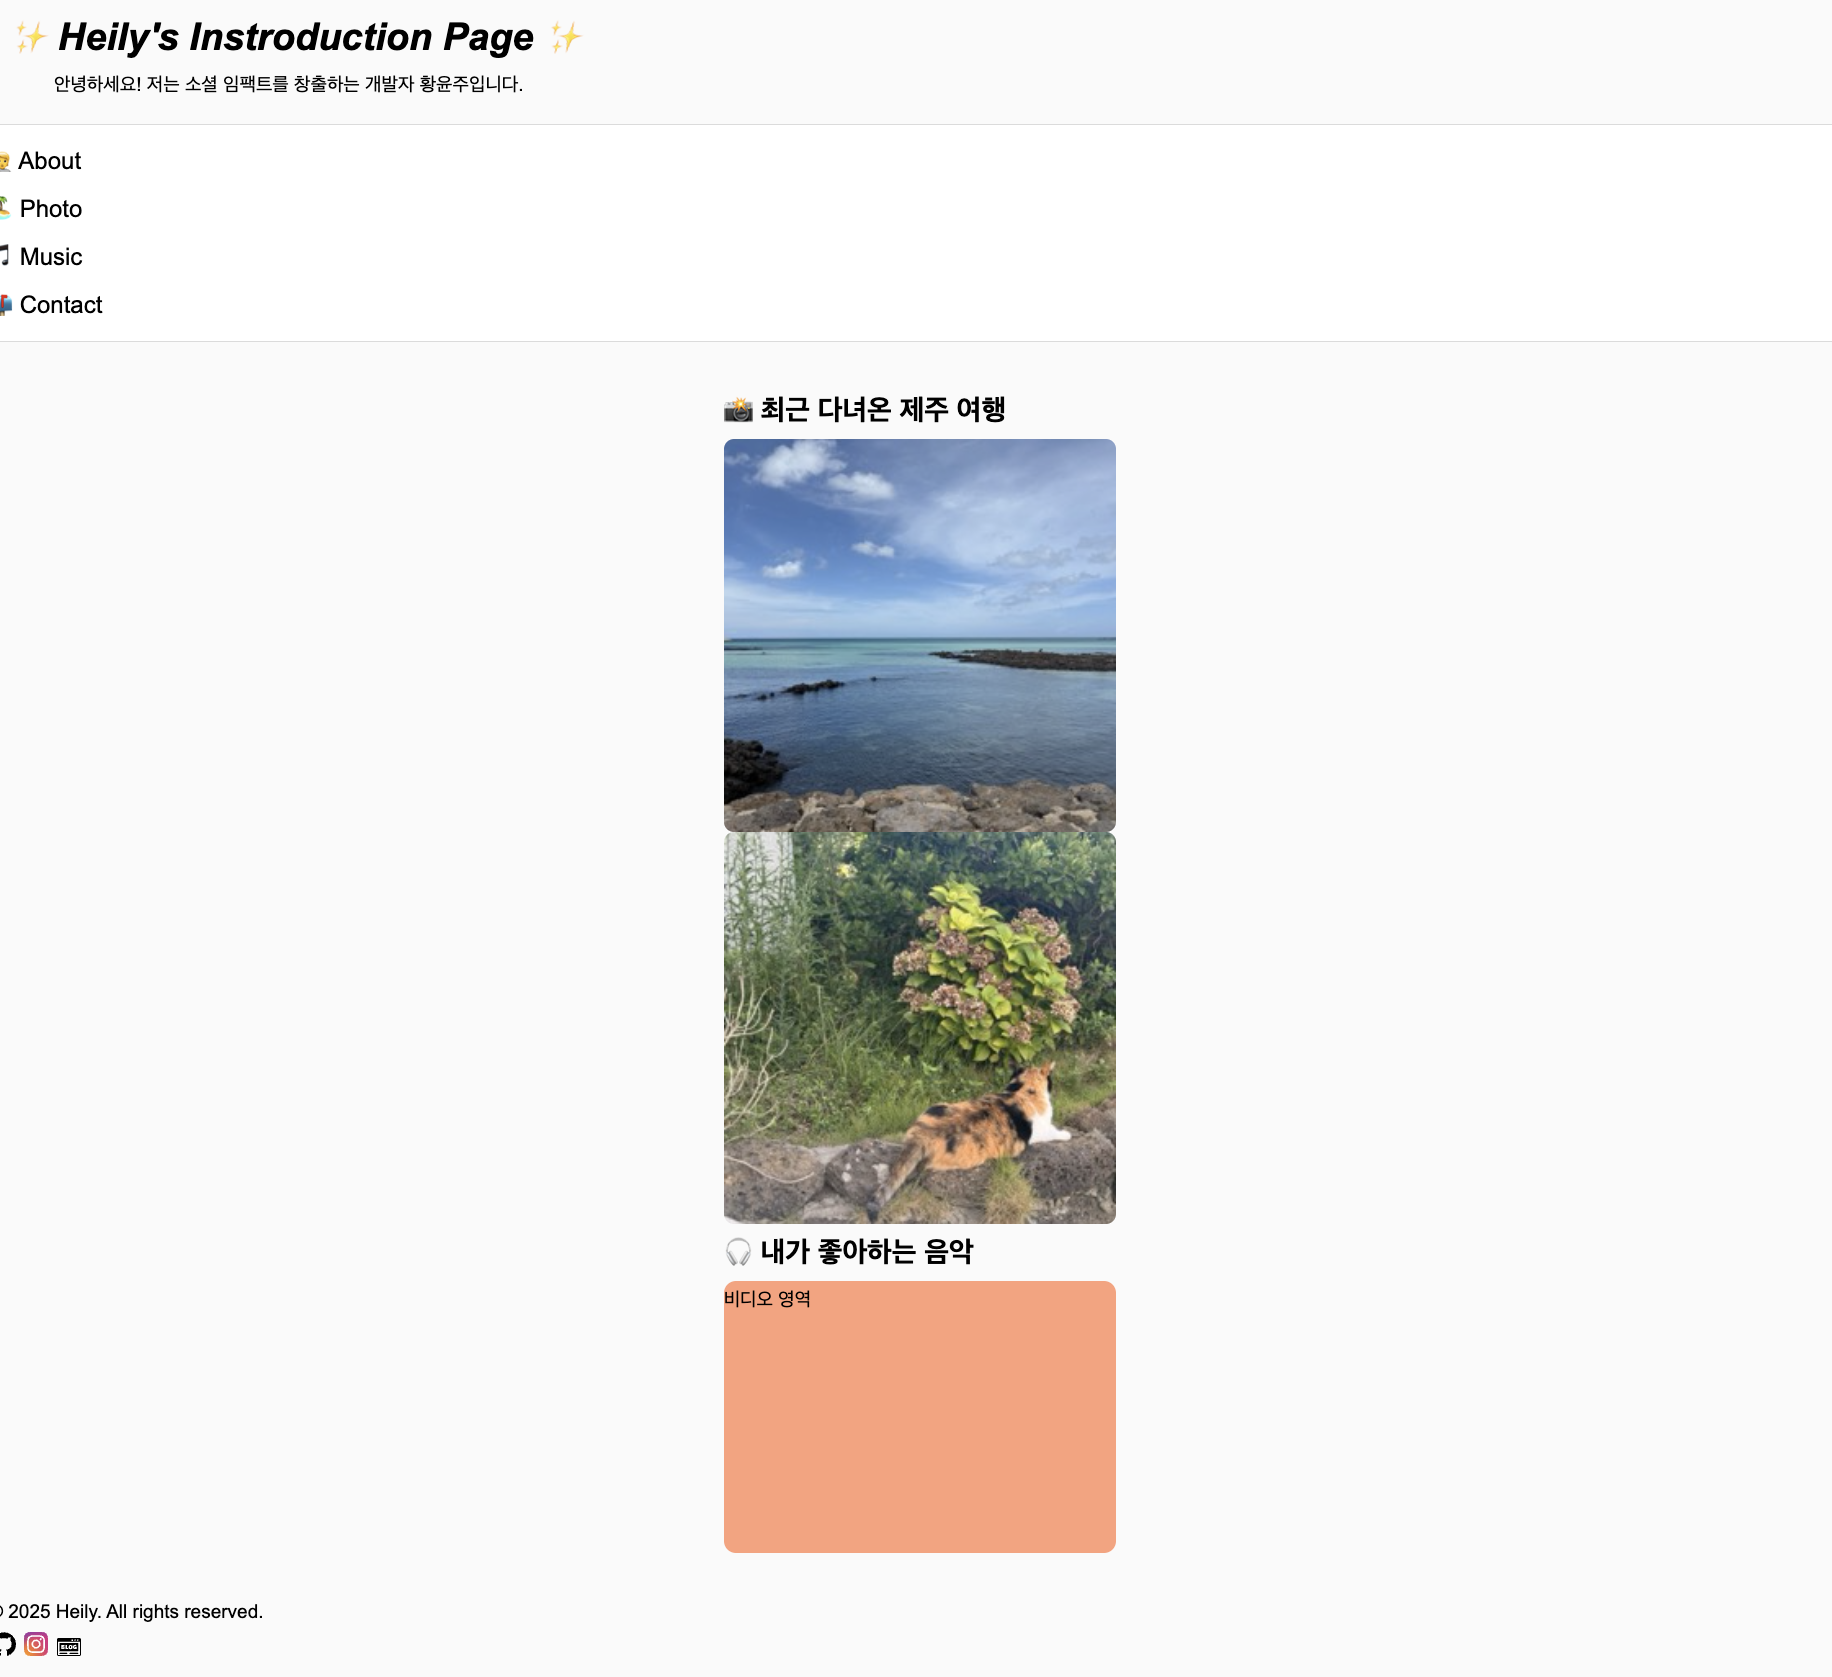 ✨ Heily's Instroduction Page ✨
안녕하세요! 저는 소셜 임팩트를 창출하는 개발자 황윤주입니다.
About
Photo
Music
Contact
📸 최근 다녀온 제주 여행
🎧 내가 좋아하는 음악
비디오 영역
© 2025 Heily. All rights reserved.
BLOG